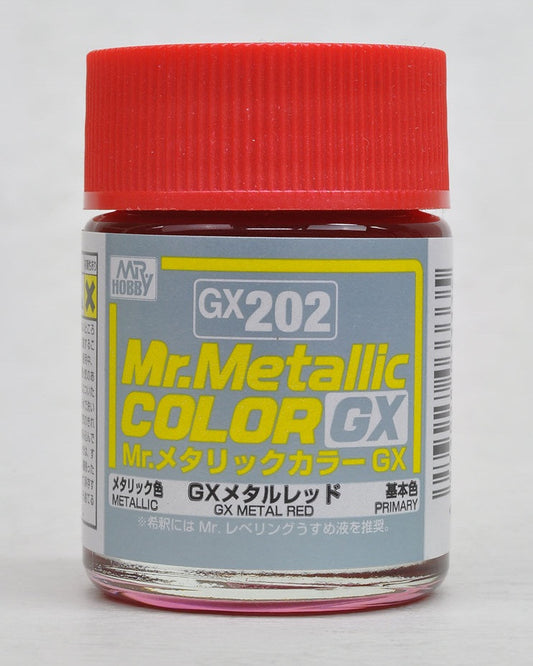 MR.HOBBY
GX202
Mr.Metallic
COLOR GX
Mr.メタリックカラー GX
メタリック色 GXメタルレッド 基本色
METALLIC GX METAL RED PRIMARY
※希釈には Mr. レベリングうすめ液を推奨。